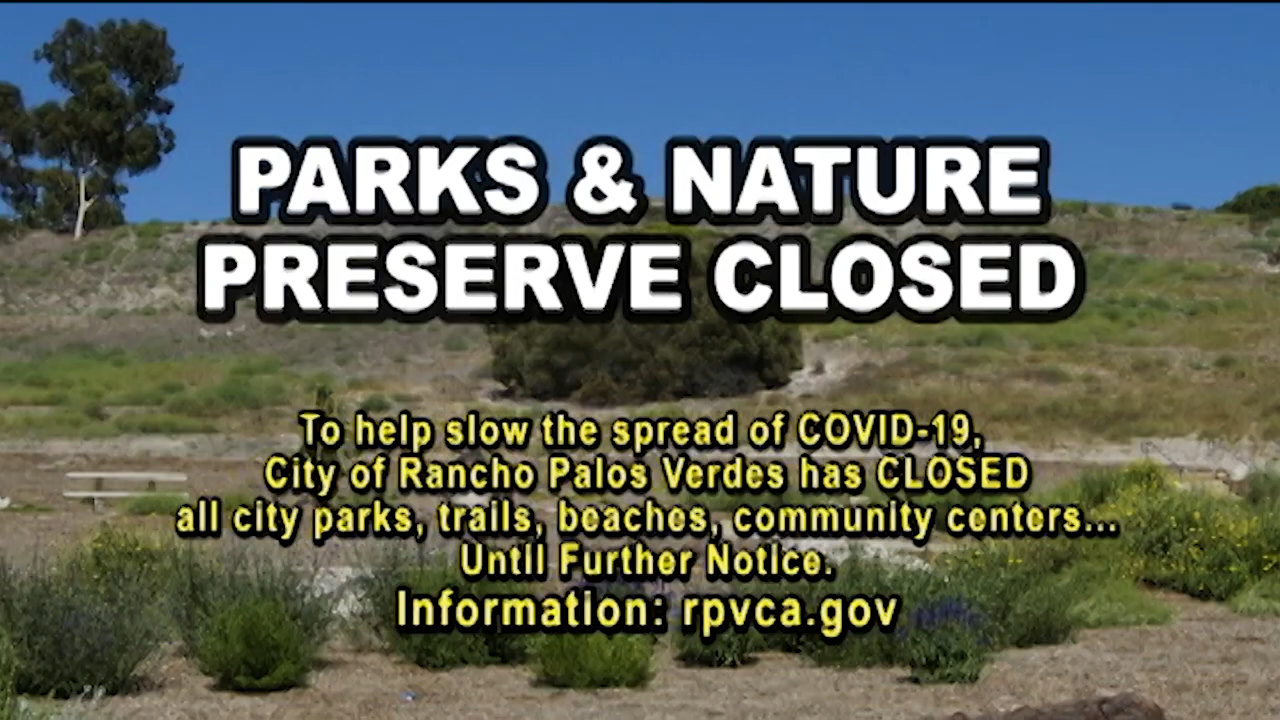 PARKS & NATURE
PRESERVE CLOSED
To help slow the spread of COVID-19,
City of Rancho Palos Verdes has CLOSED
all city parks, trails, beaches, community centers...
Until Further Notice.
Information: rpvca.gov